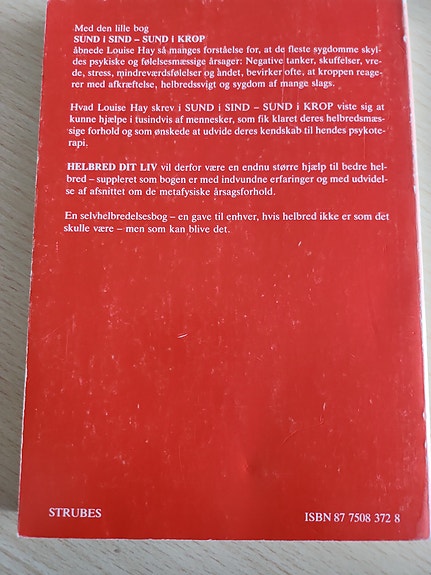 Med den lille bog
SUND i SIND – SUND i KROP
åbnede Louise Hay så manges forståelse for, at de fleste sygdomme skyl-
des psykiske og følelsesmæssige årsager: Negative tanker, skuffelser, vre-
de, stress, mindreværdsfølelser og andet, bevirker ofte, at kroppen reage-
rer med afkræftelse, helbredssvigt og sygdom af mange slags.
Hvad Louise Hay skrev i SUND i SIND – SUND i KROP viste sig at
kunne hjælpe i tusindvis af mennesker, som fik klaret deres helbredsmæs-
sige forhold og som ønskede at udvide deres kendskab til hendes psykote-
rapi.
HELBRED DIT LIV vil derfor være en endnu større hjælp til bedre hel-
bred – suppleret som bogen er med indvundne erfaringer og med udvidel-
se af afsnittet om de metafysiske årsagsforhold.
En selvhelbredelsesbog – en gave til enhver, hvis helbred ikke er som det
skulle være – men som kan blive det.
STRUBES
ISBN 87 7508 372 8